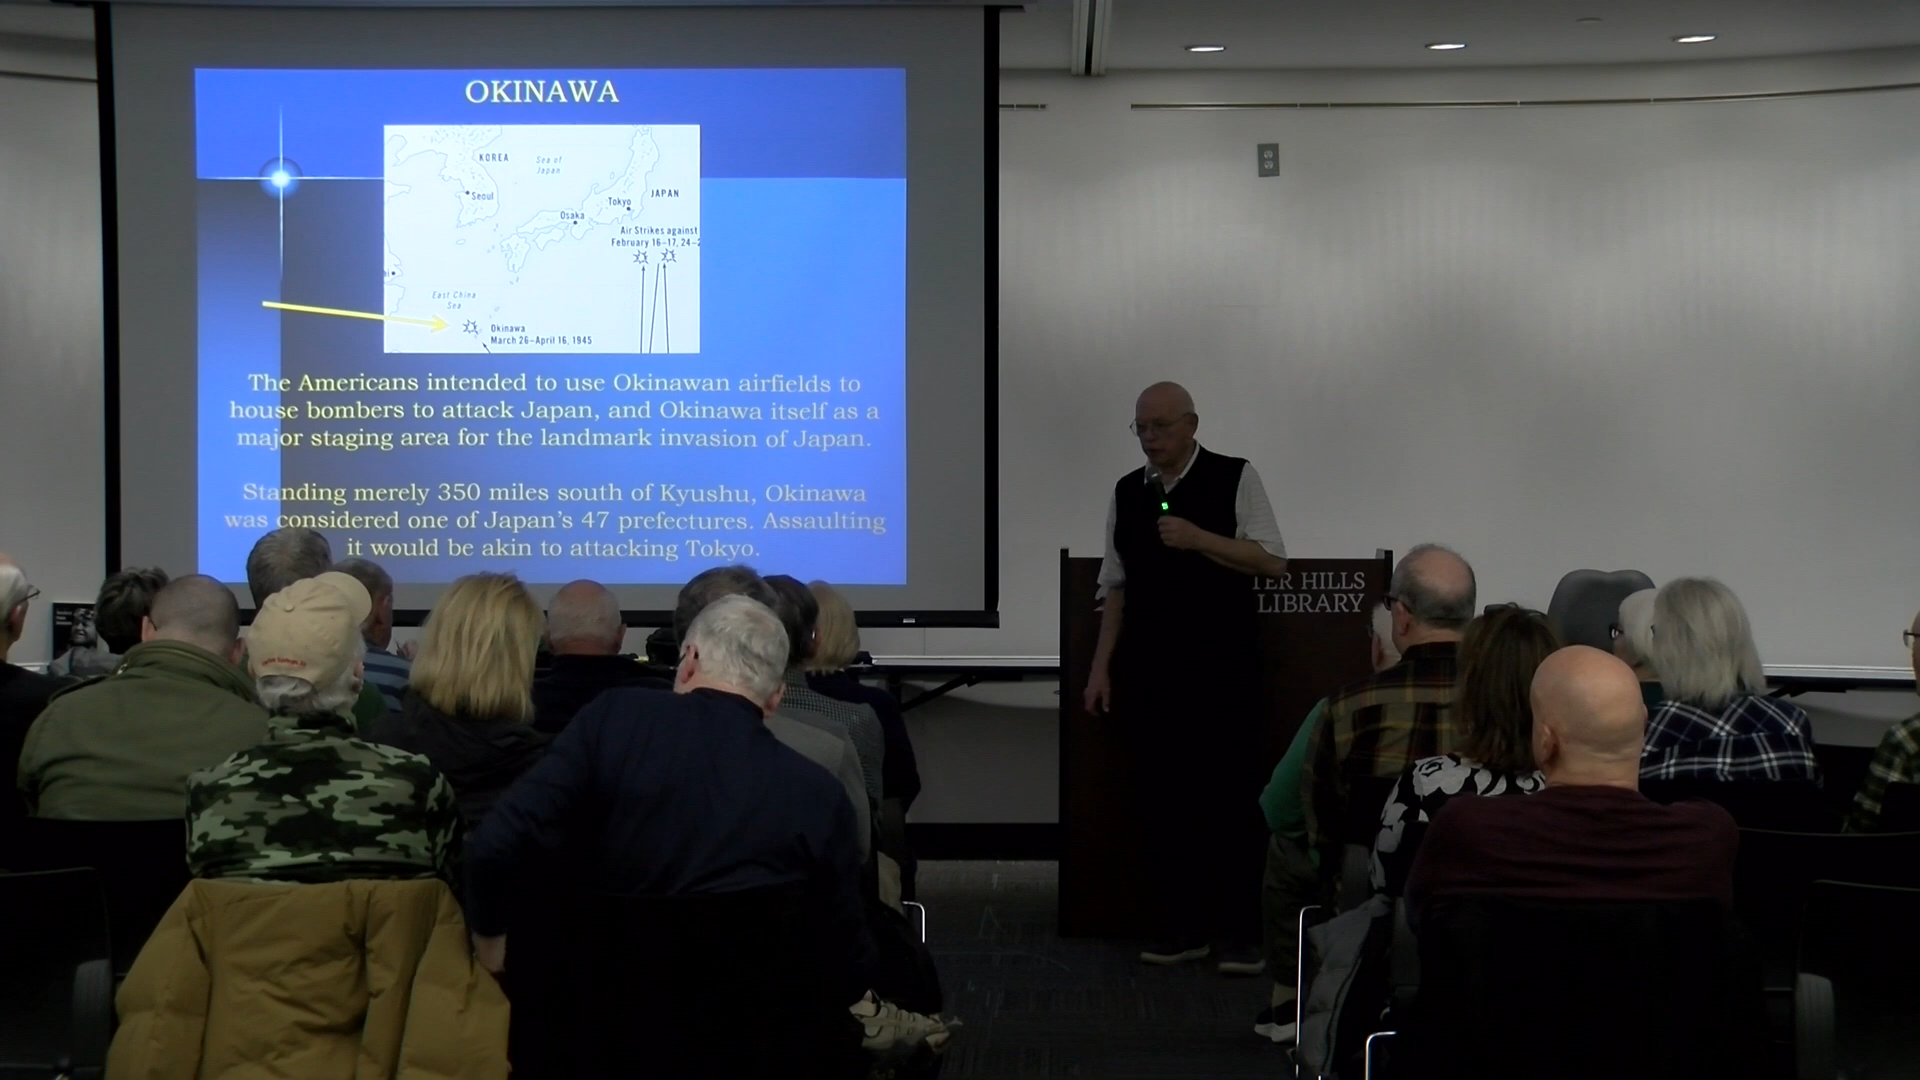 OKINAWA
KOREA
Sea of
Japan
Seoul
JAPAN
Tokyo
Osaka
Air Strikes against
February 16–17, 24–2
East China
Sea
Okinawa
March 26–April 16, 1945
The Americans intended to use Okinawan airfields to
house bombers to attack Japan, and Okinawa itself as a
major staging area for the landmark invasion of Japan.
Standing merely 350 miles south of Kyushu, Okinawa
was considered one of Japan's 47 prefectures. Assaulting
it would be akin to attacking Tokyo.
TER HILLS
LIBRARY